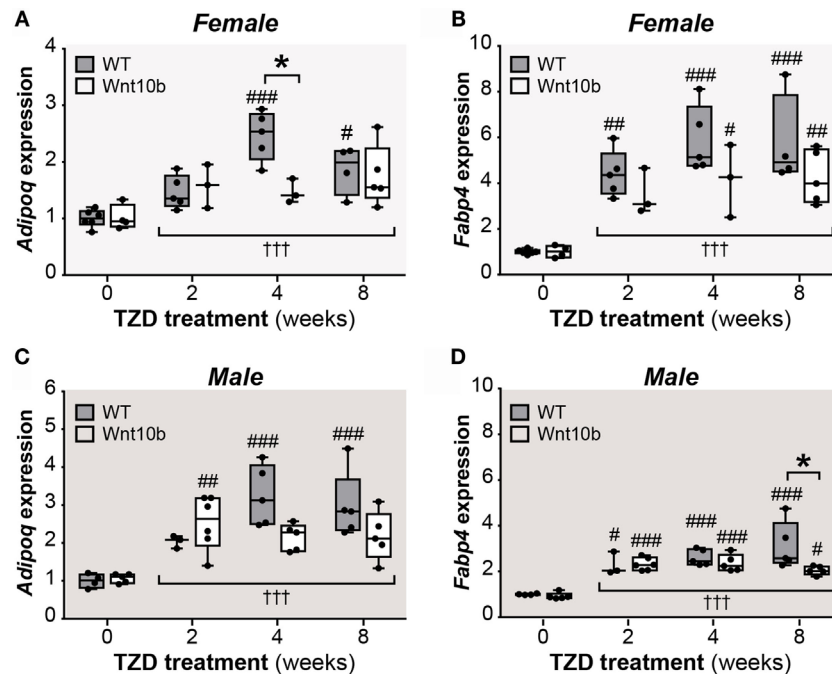 A
Female
Adipoq expression
4
3
2
1
0
WT
Wnt10b
###
*
#
†††
0 2 4 8
TZD treatment (weeks)
B
Female
Fabp4 expression
10
8
6
4
2
0
WT
Wnt10b
##
###
#
###
##
†††
0 2 4 8
TZD treatment (weeks)
C
Male
Adipoq expression
6
5
4
3
2
1
0
WT
Wnt10b
##
###
###
†††
0 2 4 8
TZD treatment (weeks)
D
Male
Fabp4 expression
10
8
6
4
2
0
WT
Wnt10b
#
###
###
###
###
*
#
†††
0 2 4 8
TZD treatment (weeks)